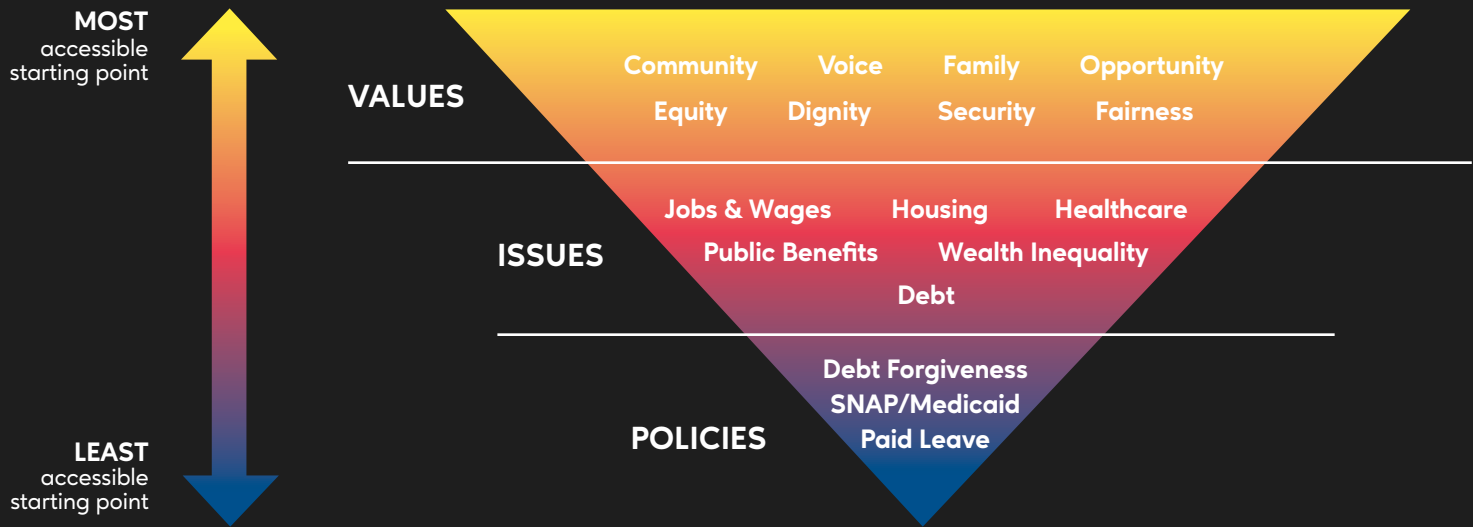 MOST
accessible
starting point
VALUES
Community Voice Family Opportunity
Equity Dignity Security Fairness
ISSUES
Jobs & Wages Housing Healthcare
Public Benefits Wealth Inequality
Debt
POLICIES
Debt Forgiveness
SNAP/Medicaid
Paid Leave
LEAST
accessible
starting point